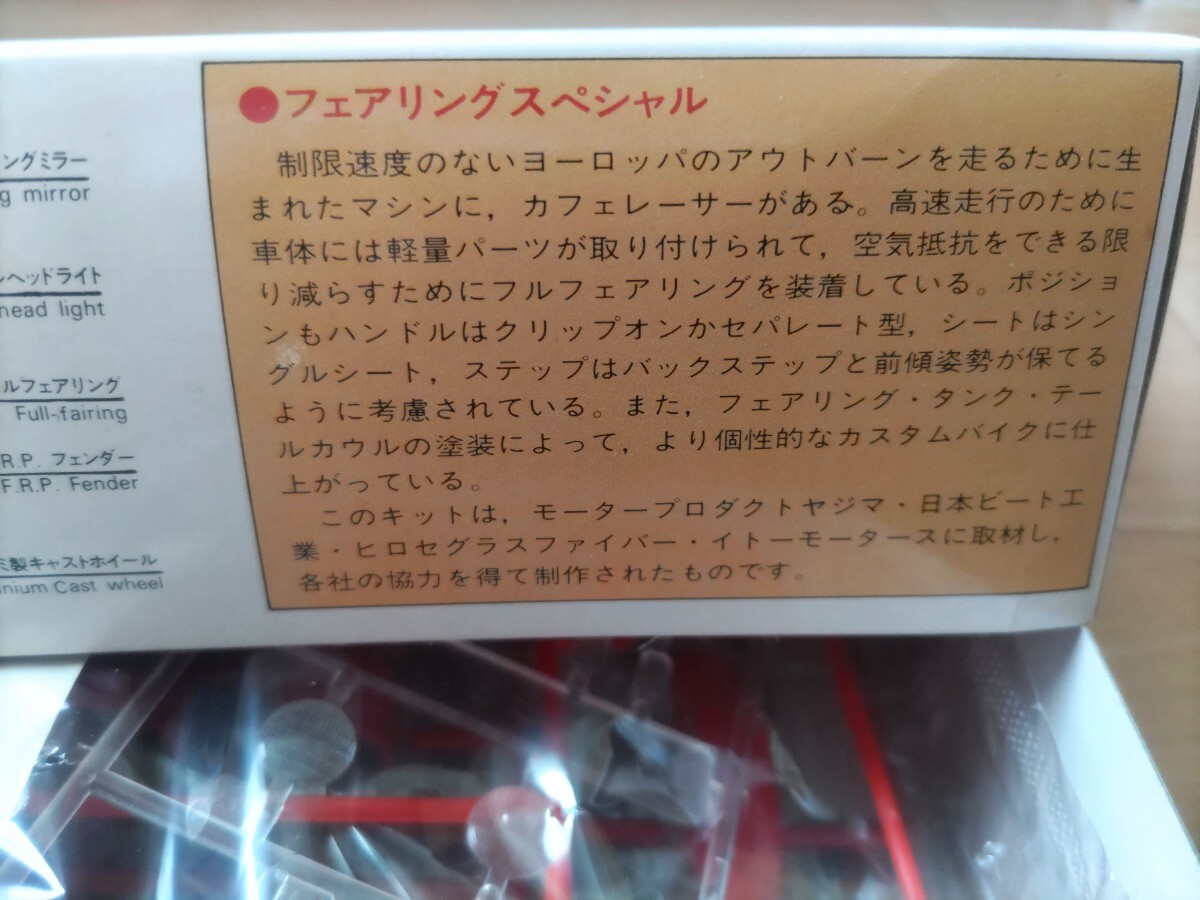 ングミラー
g mirror
ヘッドライト
head light
ルフェアリング
Full-fairing
R.P. フェンダー
F.R.P. Fender
ミ製キャストホイール
nium Cast wheel
●フェアリングスペシャル
制限速度のないヨーロッパのアウトバーンを走るために生
まれたマシンに，カフェレーサーがある。高速走行のために
車体には軽量パーツが取り付けられて，空気抵抗をできる限
り減らすためにフルフェアリングを装着している。ポジショ
ンもハンドルはクリップオンかセパレート型，シートはシン
グルシート，ステップはバックステップと前傾姿勢が保てる
ように考慮されている。また，フェアリング・タンク・テー
ルカウルの塗装によって，より個性的なカスタムバイクに仕
上がっている。
このキットは，モータープロダクトヤジマ・日本ビート工
業・ヒロセグラスファイバー・イトーモータースに取材し，
各社の協力を得て制作されたものです。